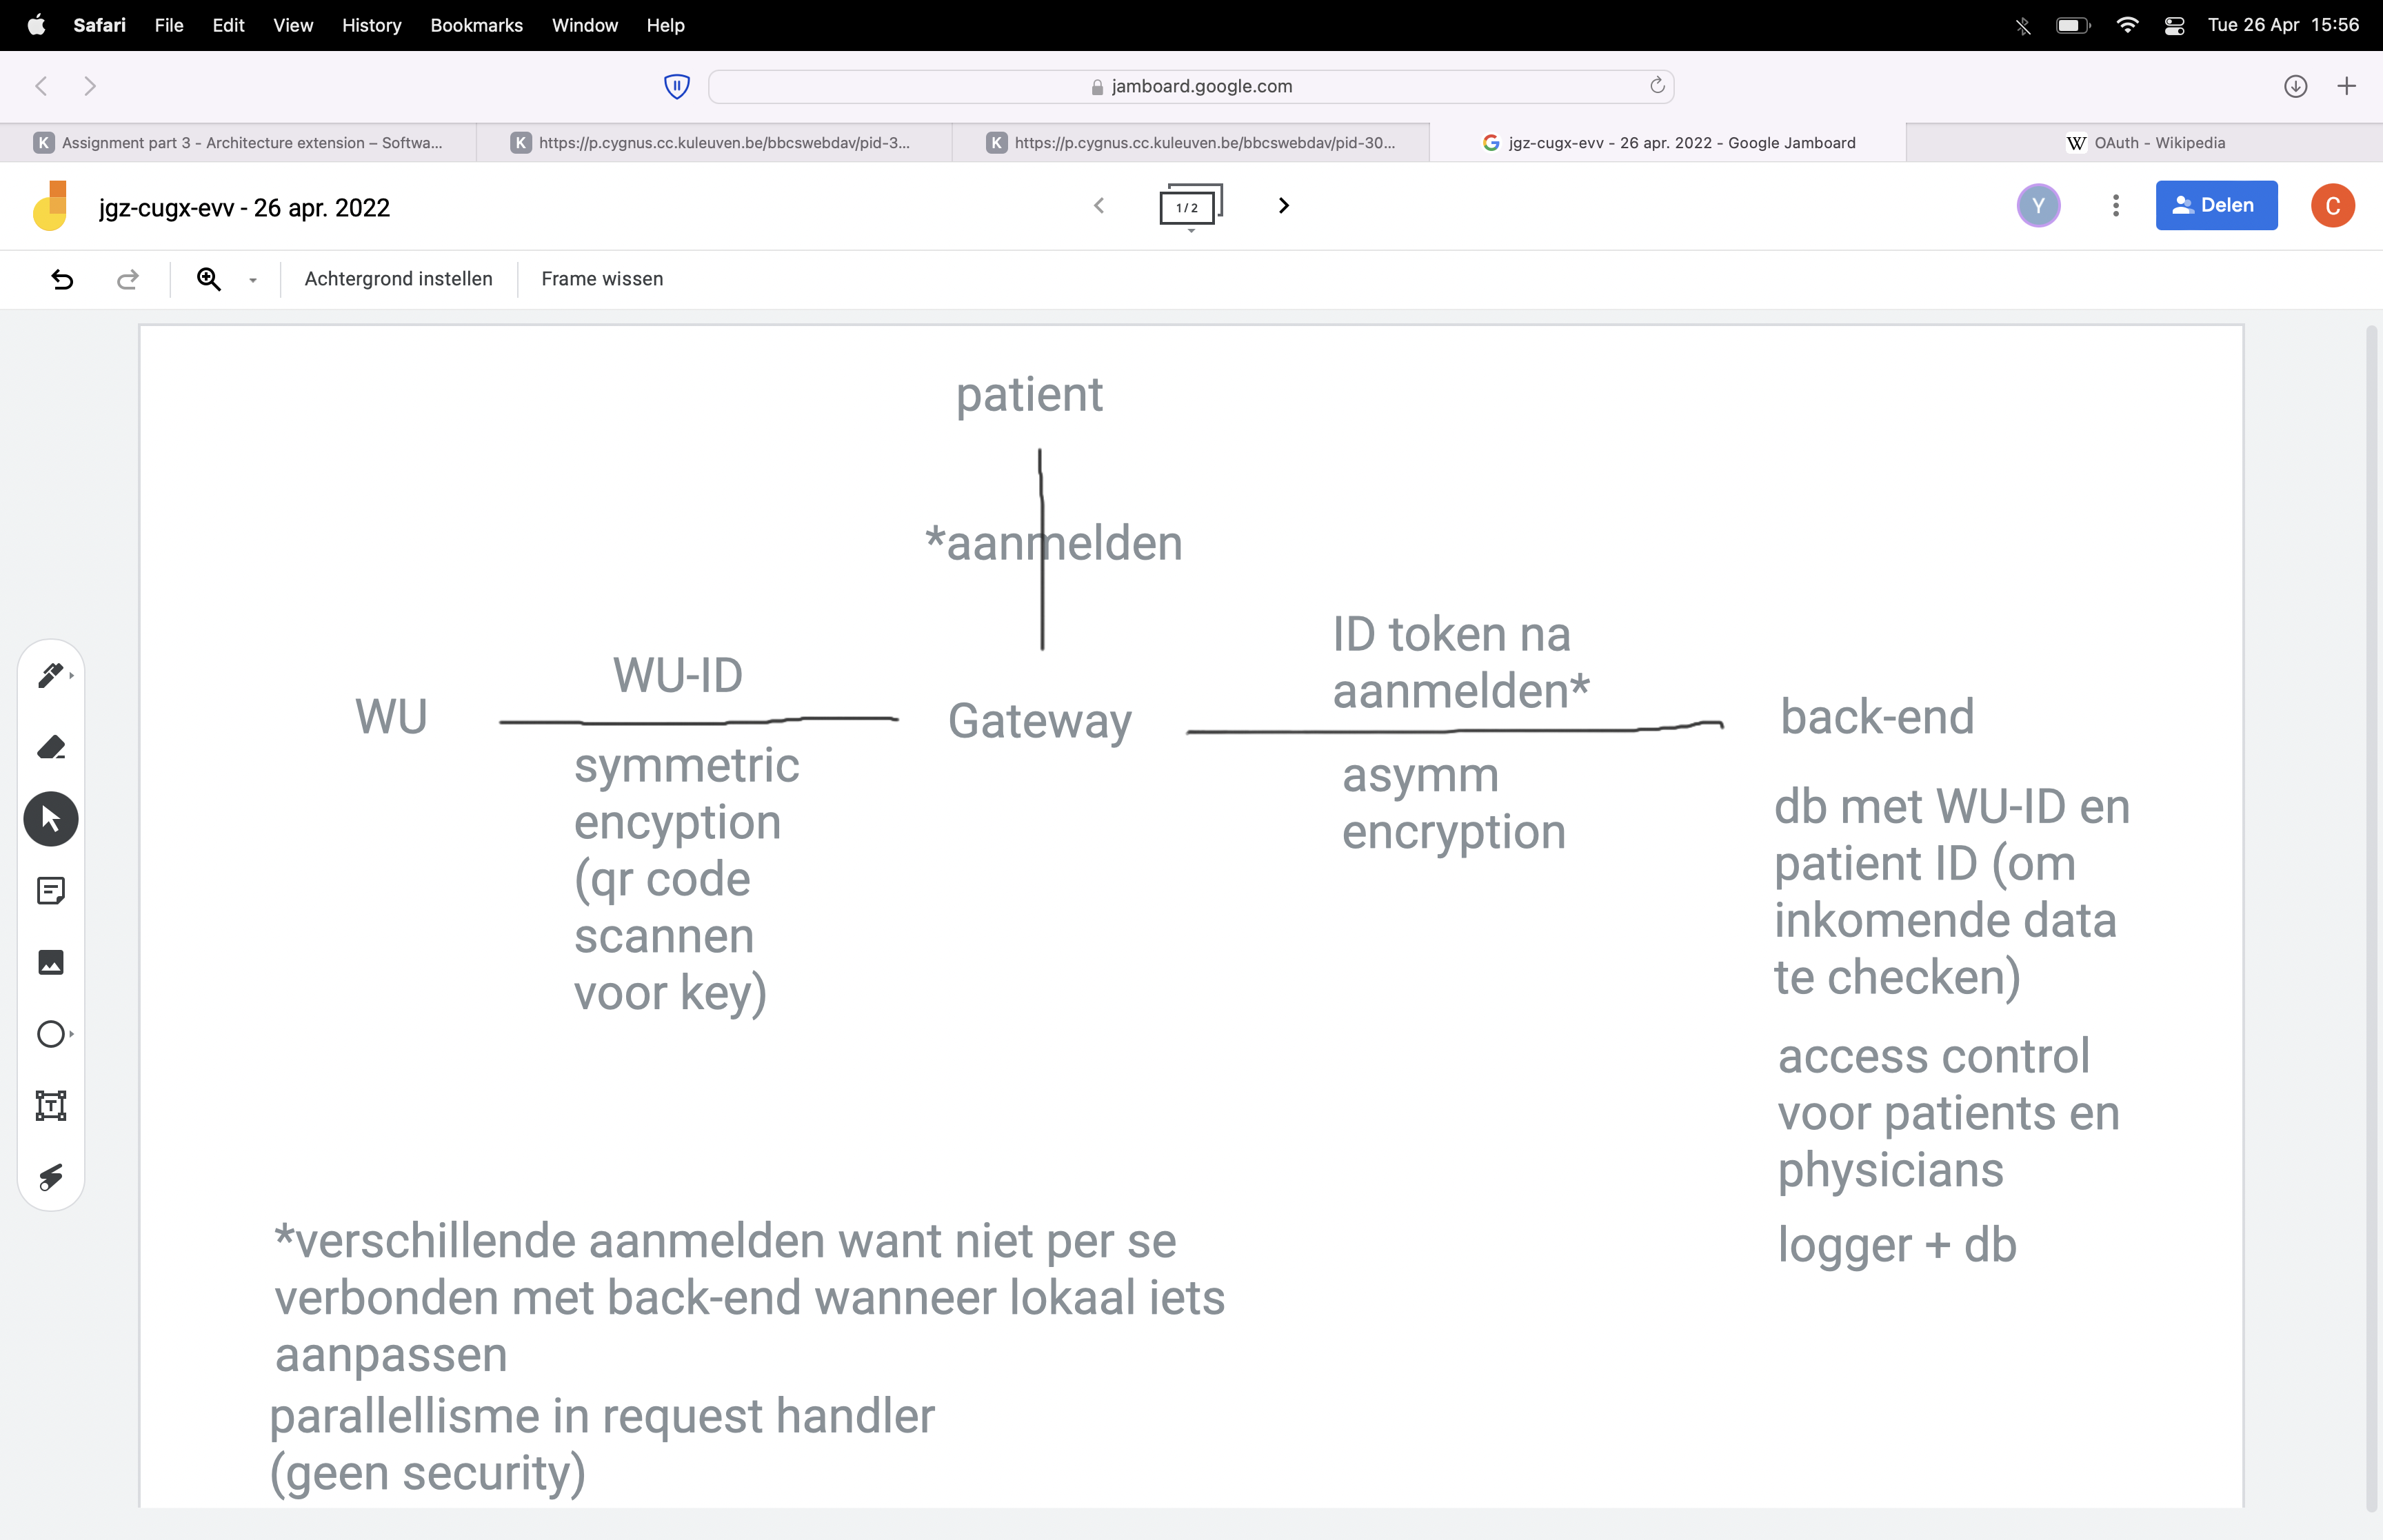 Safari File Edit View History Bookmarks Window Help Tue 26 Apr 15:56
jamboard.google.com
K Assignment part 3 - Architecture extension – Softwa...
K https://p.cygnus.cc.kuleuven.be/bbcswebdav/pid-3...
K https://p.cygnus.cc.kuleuven.be/bbcswebdav/pid-30...
G jgz-cugx-evv - 26 apr. 2022 - Google Jamboard
W OAuth - Wikipedia
jgz-cugx-evv - 26 apr. 2022
1/2
Y
Delen
C
Achtergrond instellen
Frame wissen
patient
*aanmelden
WU
WU-ID
symmetric
encyption
(qr code
scannen
voor key)
Gateway
ID token na
aanmelden*
asymm
encryption
back-end
db met WU-ID en
patient ID (om
inkomende data
te checken)
access control
voor patients en
physicians
logger + db
*verschillende aanmelden want niet per se
verbonden met back-end wanneer lokaal iets
aanpassen
parallellisme in request handler
(geen security)